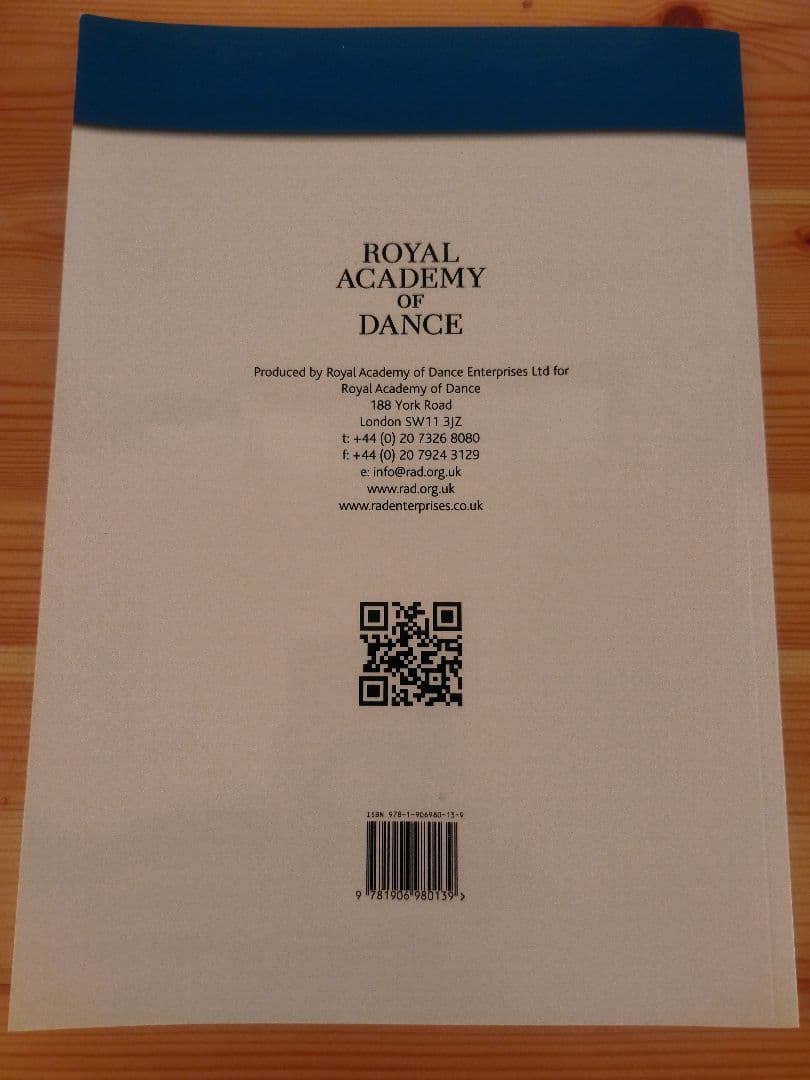 ROYAL
ACADEMY
OF
DANCE
Produced by Royal Academy of Dance Enterprises Ltd for
Royal Academy of Dance
188 York Road
London SW11 3JZ
t: +44 (0) 20 7326 8080
f: +44 (0) 20 7924 3129
e: info@rad.org.uk
www.rad.org.uk
www.radenterprises.co.uk
ISBN 978-1-906980-13-9
9 781906 980139 >